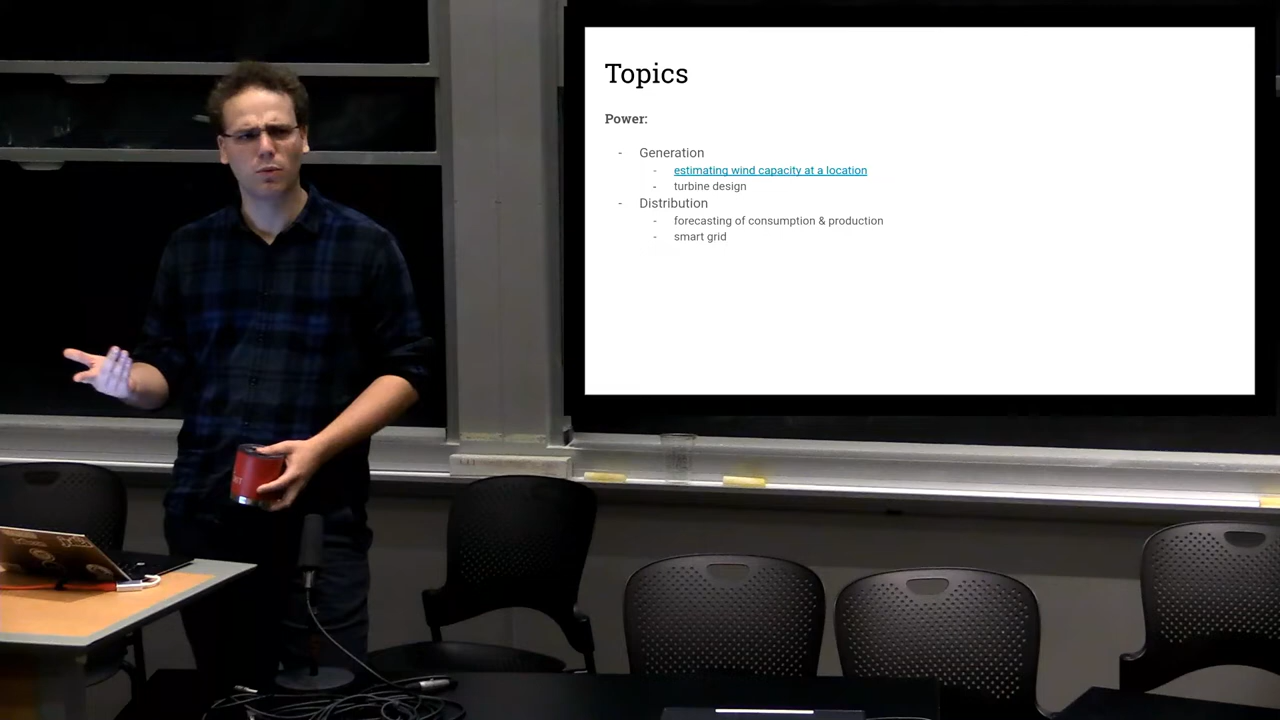 Topics
Power:
- Generation
- estimating wind capacity at a location
- turbine design
- Distribution
- forecasting of consumption & production
- smart grid